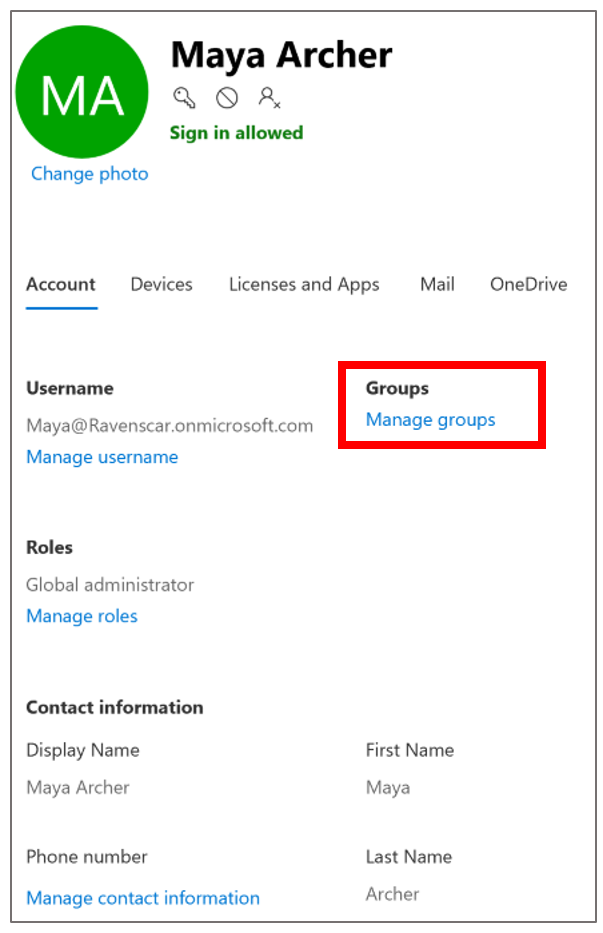 MA
Maya Archer
Sign in allowed
Change photo
Account Devices Licenses and Apps Mail OneDrive
Username
Maya@Ravenscar.onmicrosoft.com
Manage username
Groups
Manage groups
Roles
Global administrator
Manage roles
Contact information
Display Name
Maya Archer
First Name
Maya
Phone number
Manage contact information
Last Name
Archer